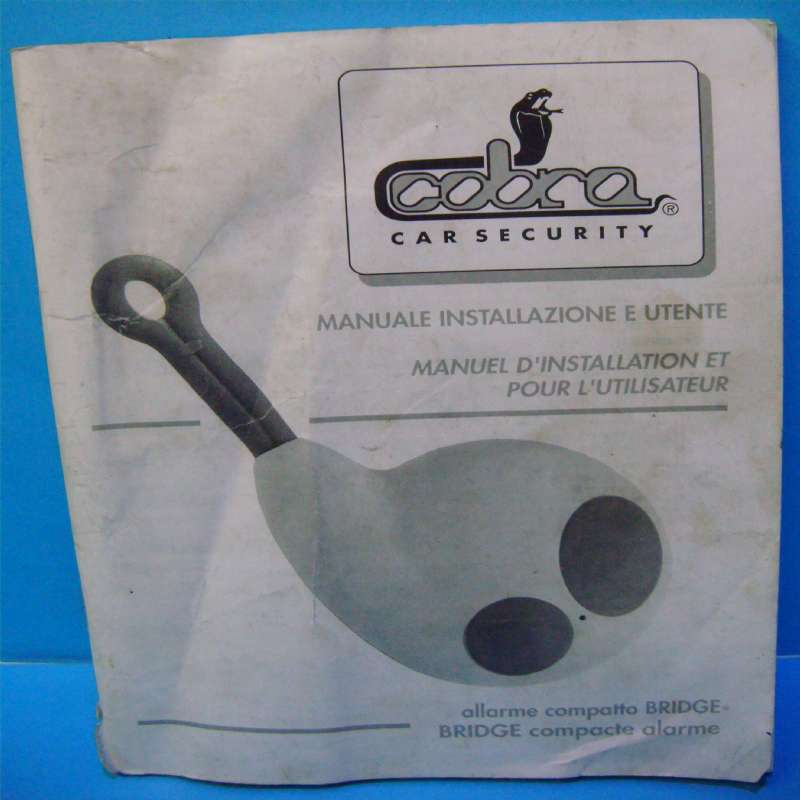 cobra®
CAR SECURITY
MANUALE INSTALLAZIONE E UTENTE
MANUEL D'INSTALLATION ET
POUR L'UTILISATEUR
allarme compatto BRIDGE
BRIDGE compacte alarme